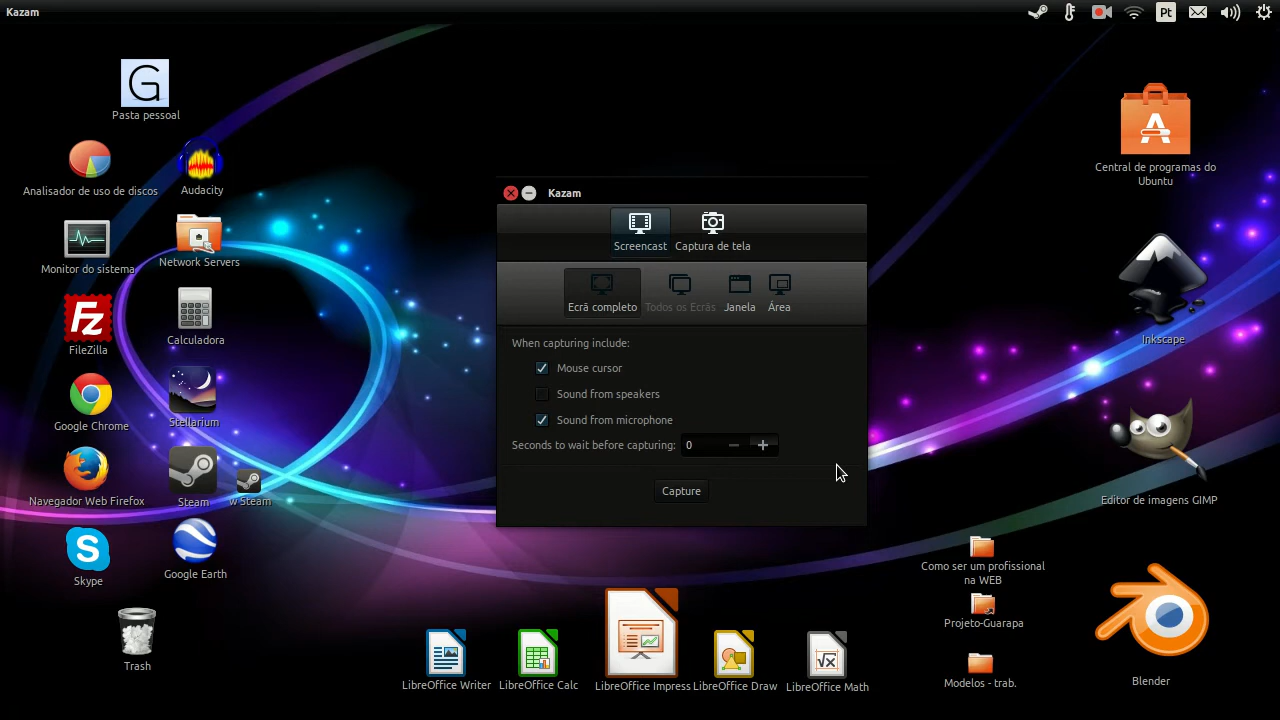 Kazam
Pt
Pasta pessoal
Analisador de uso de discos
Audacity
Monitor do sistema
Network Servers
FileZilla
Calculadora
Google Chrome
Stellarium
Navegador Web Firefox
Steam
w Steam
Skype
Google Earth
Trash
Kazam
Screencast
Captura de tela
Ecrã completo
Todos os Ecrãs
Janela
Área
When capturing include:
Mouse cursor
Sound from speakers
Sound from microphone
Seconds to wait before capturing: 0
Capture
LibreOffice Writer
LibreOffice Calc
LibreOffice Impress
LibreOffice Draw
LibreOffice Math
Central de programas do
Ubuntu
Inkscape
Editor de imagens GIMP
Como ser um profissional
na WEB
Projeto-Guarapa
Modelos - trab.
Blender